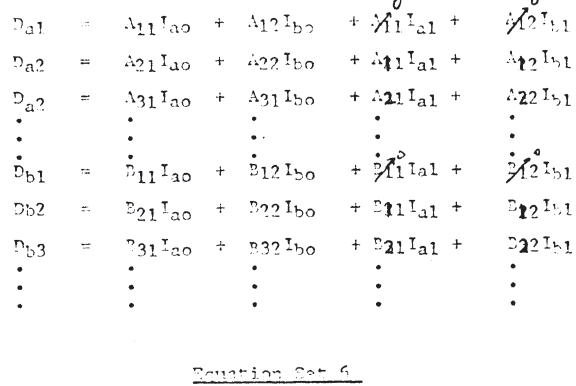 Da1 = A11Iao + A12Ibo + A11Ia1 + A12Ib1
Da2 = A21Iao + A22Ibo + A11Ia1 + A12Ib1
Da2 = A31Iao + A31Ibo + A21Ia1 + A22Ib1
Db1 = B11Iao + B12Ibo + B11Ia1 + B12Ib1
Db2 = B21Iao + B22Ibo + B11Ia1 + B12Ib1
Db3 = B31Iao + B32Ibo + B21Ia1 + B22Ib1
Equation Set 6